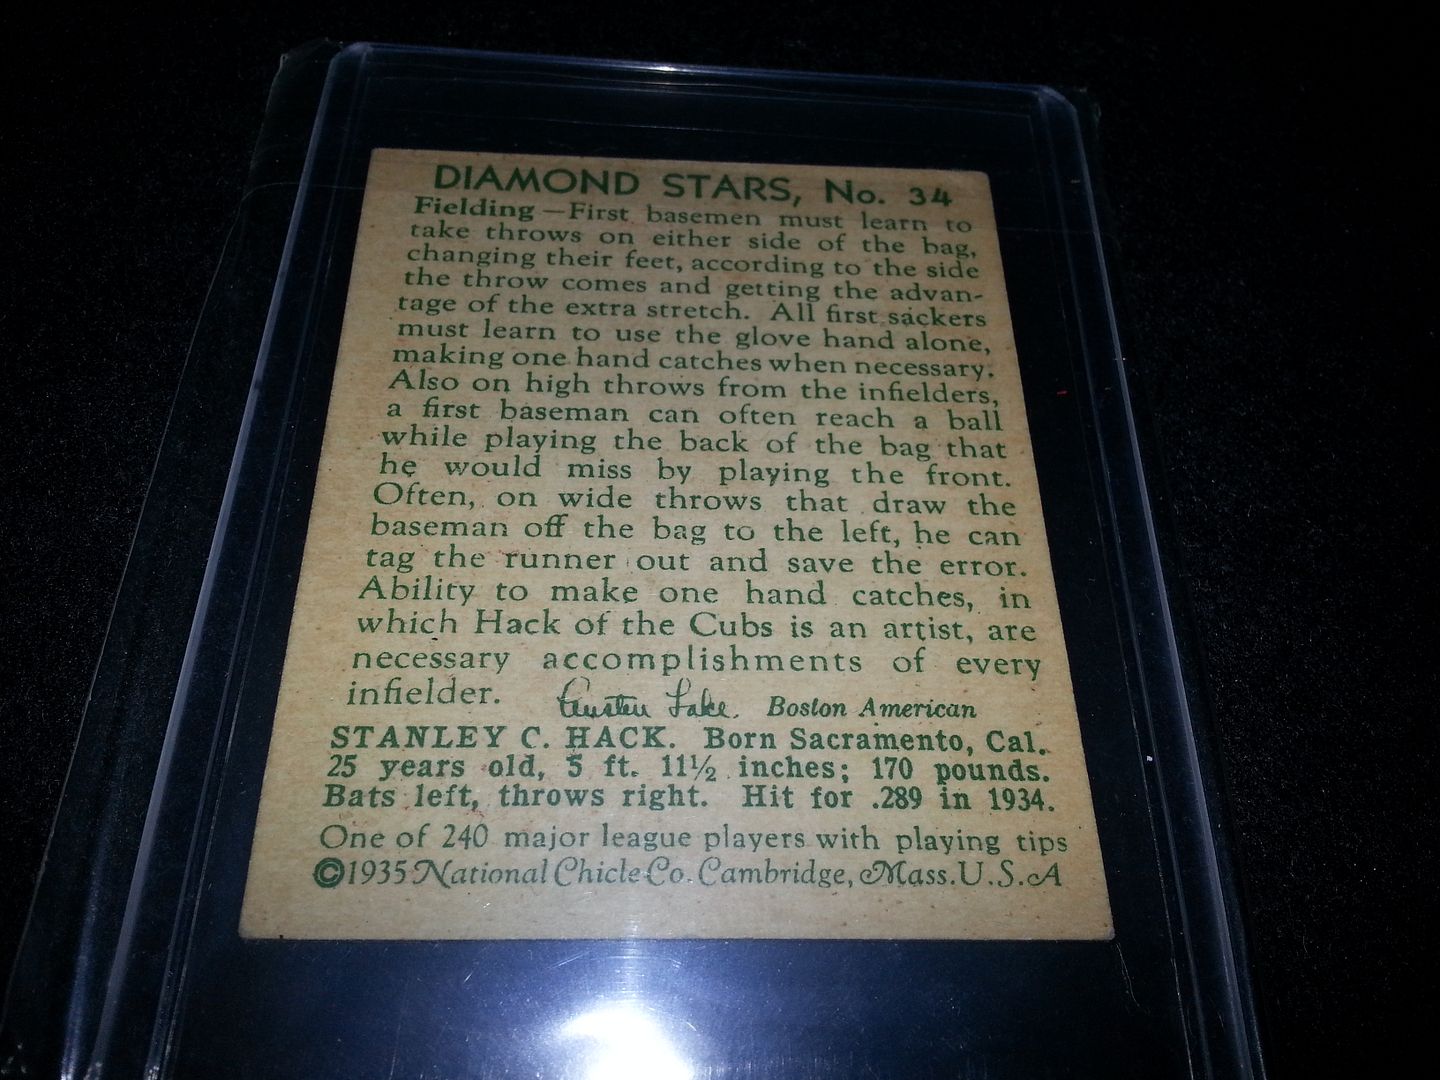 DIAMOND STARS, No. 34
Fielding—First basemen must learn to
take throws on either side of the bag,
changing their feet, according to the side
the throw comes and getting the advan-
tage of the extra stretch. All first sackers
must learn to use the glove hand alone,
making one hand catches when necessary.
Also on high throws from the infielders,
a first baseman can often reach a ball
while playing the back of the bag that
he would miss by playing the front.
Often, on wide throws that draw the
baseman off the bag to the left, he can
tag the runner out and save the error.
Ability to make one hand catches, in
which Hack of the Cubs is an artist, are
necessary accomplishments of every
infielder. Austen Lake. Boston American
STANLEY C. HACK. Born Sacramento, Cal.
25 years old, 5 ft. 11½ inches; 170 pounds.
Bats left, throws right. Hit for .289 in 1934.
One of 240 major league players with playing tips
©1935 National Chicle Co. Cambridge, Mass. U.S.A